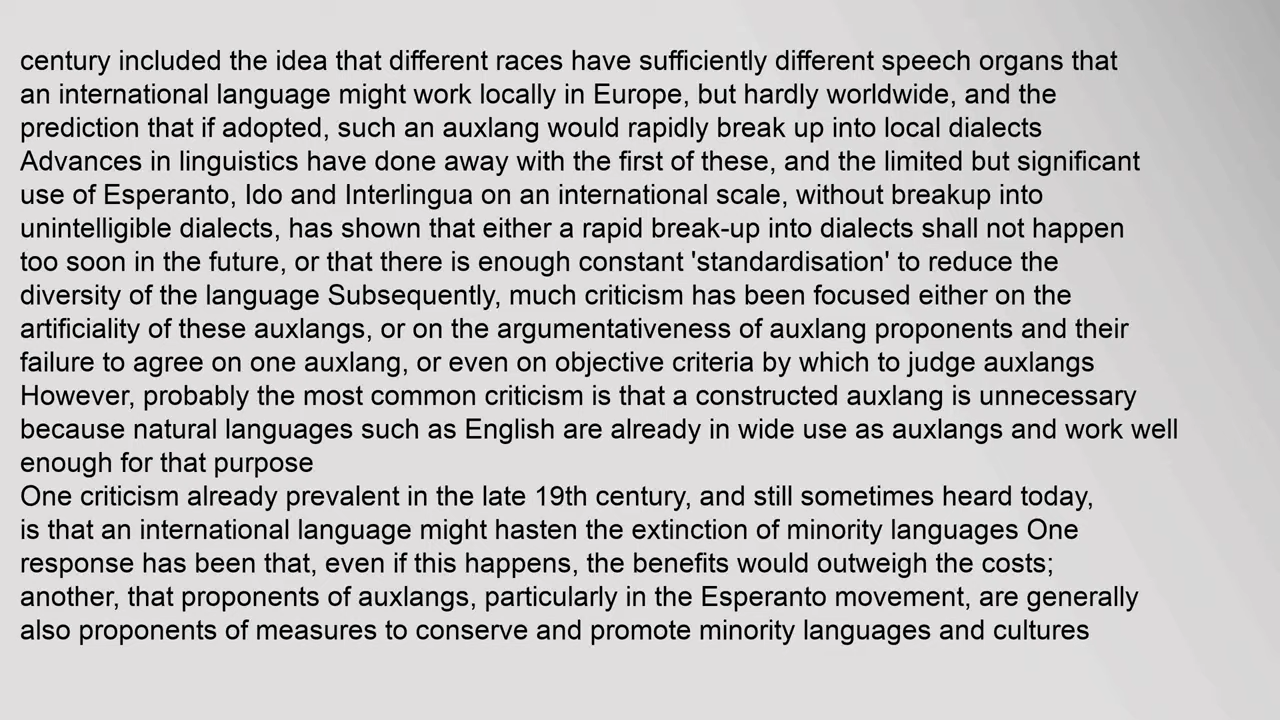 century included the idea that different races have sufficiently different speech organs that
an international language might work locally in Europe, but hardly worldwide, and the
prediction that if adopted, such an auxlang would rapidly break up into local dialects
Advances in linguistics have done away with the first of these, and the limited but significant
use of Esperanto, Ido and Interlingua on an international scale, without breakup into
unintelligible dialects, has shown that either a rapid break-up into dialects shall not happen
too soon in the future, or that there is enough constant 'standardisation' to reduce the
diversity of the language Subsequently, much criticism has been focused either on the
artificiality of these auxlangs, or on the argumentativeness of auxlang proponents and their
failure to agree on one auxlang, or even on objective criteria by which to judge auxlangs
However, probably the most common criticism is that a constructed auxlang is unnecessary
because natural languages such as English are already in wide use as auxlangs and work well
enough for that purpose
One criticism already prevalent in the late 19th century, and still sometimes heard today,
is that an international language might hasten the extinction of minority languages One
response has been that, even if this happens, the benefits would outweigh the costs;
another, that proponents of auxlangs, particularly in the Esperanto movement, are generally
also proponents of measures to conserve and promote minority languages and cultures